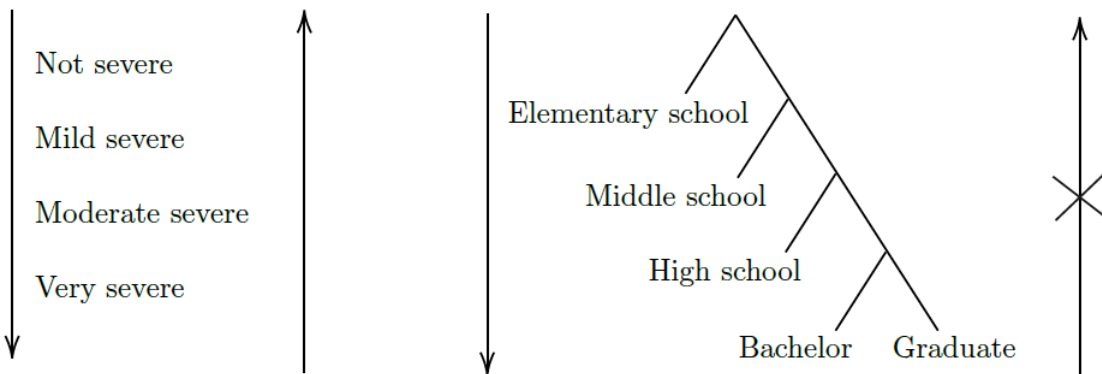 Not severe
Mild severe
Moderate severe
Very severe
Elementary school
Middle school
High school
Bachelor Graduate